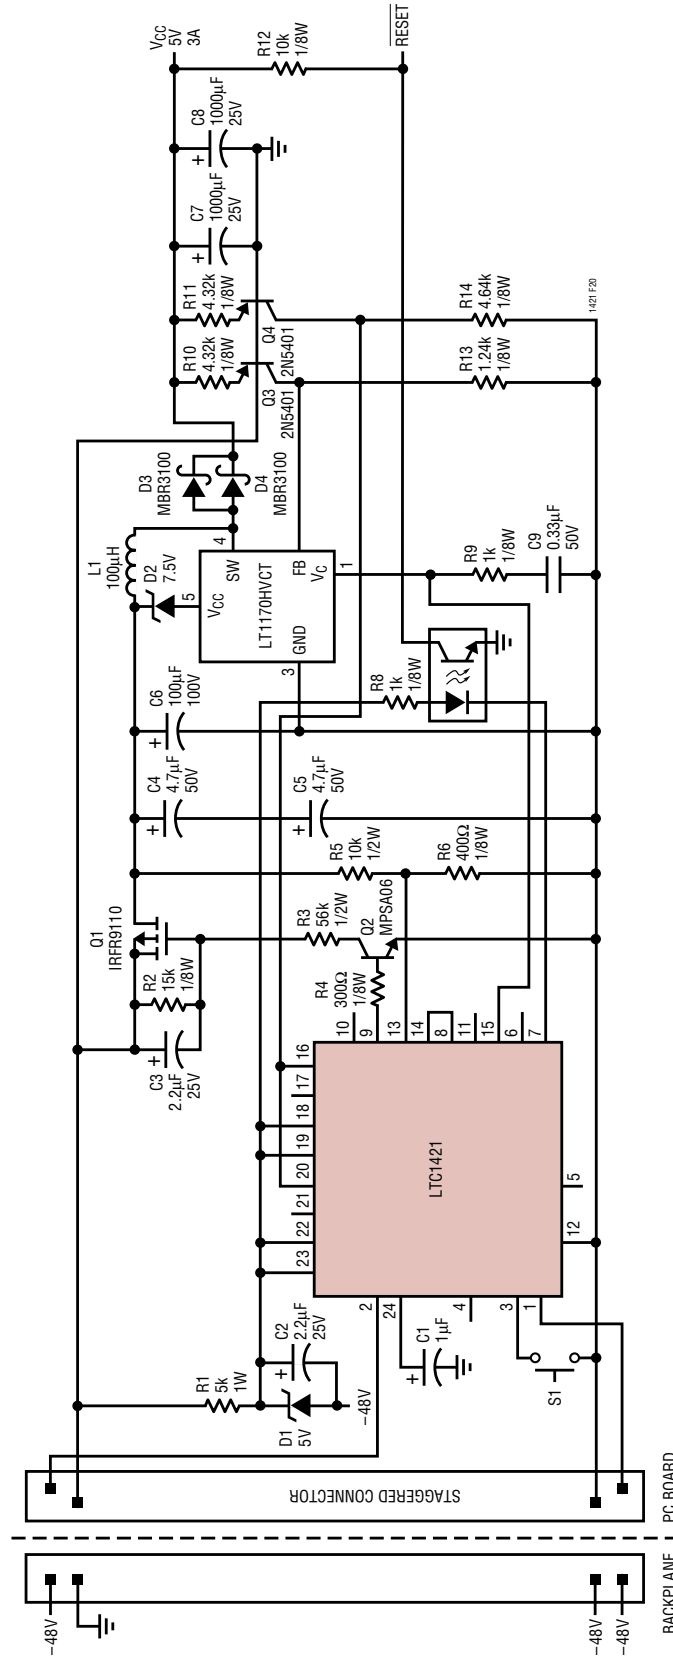 −48V
−48V
−48V
BACKPLANE
PC BOARD
STAGGERED CONNECTOR
R1
5k
1W
D1
5V
C2
2.2µF
25V
−48V
C1
1µF
S1
LTC1421
23
22
21
20
19
18
17
16
2
24
4
3
1
12
5
10
9
13
14
8
11
15
6
7
C3
2.2µF
25V
R2
15k
1/8W
Q1
IRFR9110
R3
56k
1/2W
R4
300Ω
1/8W
Q2
MPSA06
R5
10k
1/2W
R6
400Ω
1/8W
C4
4.7µF
50V
C5
4.7µF
50V
C6
100µF
100V
R8
1k
1/8W
L1
100µH
D2
7.5V
5
4
3
1
VCC
SW
LT1170HVCT
GND
FB
VC
R9
1k
1/8W
C9
0.33µF
50V
D3
MBR3100
D4
MBR3100
R10
4.32k
1/8W
R11
4.32k
1/8W
Q3
2N5401
Q4
2N5401
R13
1.24k
1/8W
R14
4.64k
1/8W
C7
1000µF
25V
C8
1000µF
25V
R12
10k
1/8W
VCC
5V
3A
RESET
1421 F20